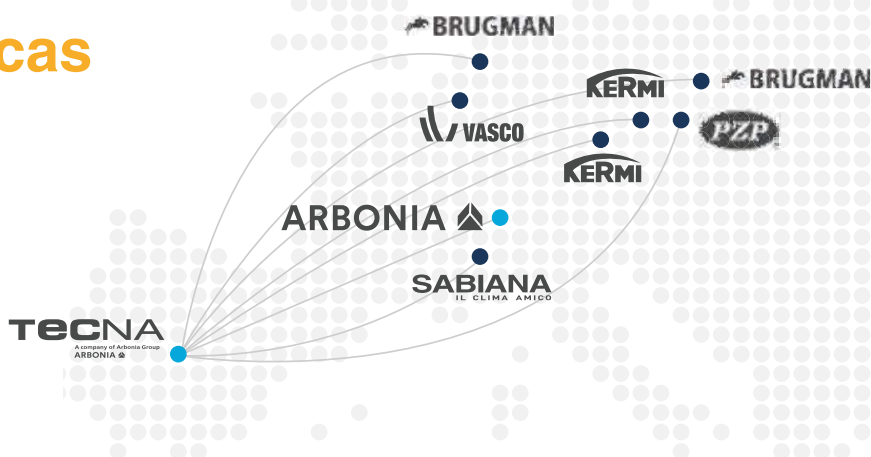 cas
BRUGMAN
KERMI
BRUGMAN
VASCO
PZP
KERMI
ARBONIA
SABIANA
IL CLIMA AMICO
TECNA
A company of Arbonia Group
ARBONIA